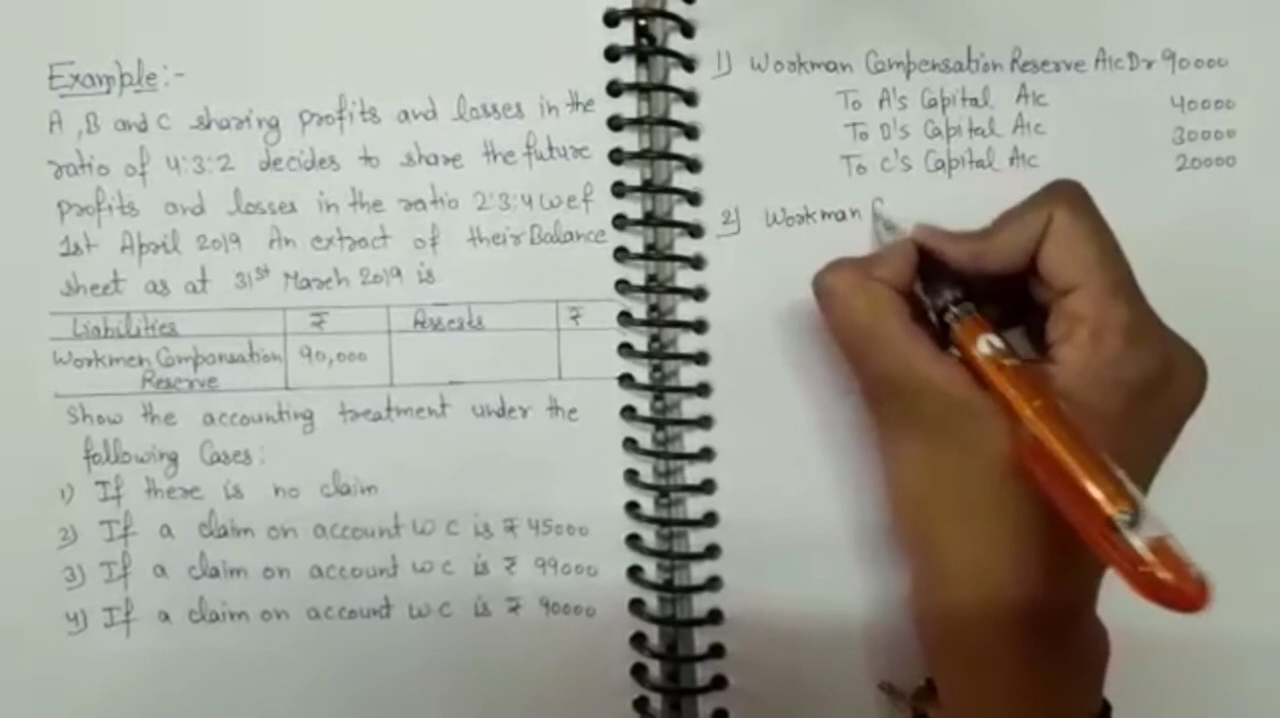 Example:-
A, B and C sharing profits and losses in the
ratio of 4:3:2 decides to share the future
profits and losses in the ratio 2:3:4 wef
1st April 2019 An extract of their Balance
sheet as at 31st March 2019 is
Liabilities ₹ Assests ₹
Workmen Componsation 90,000
Reserve
Show the accounting treatment under the
following Cases:
1) If there is no claim
2) If a claim on account w c is ₹ 45000
3) If a claim on account w c is ₹ 99000
4) If a claim on account w c is ₹ 90000
1) Workman Compensation Reserve A/c Dr 90000
To A's Capital A/c 40000
To B's Capital A/c 30000
To C's Capital A/c 20000
2) Workman C